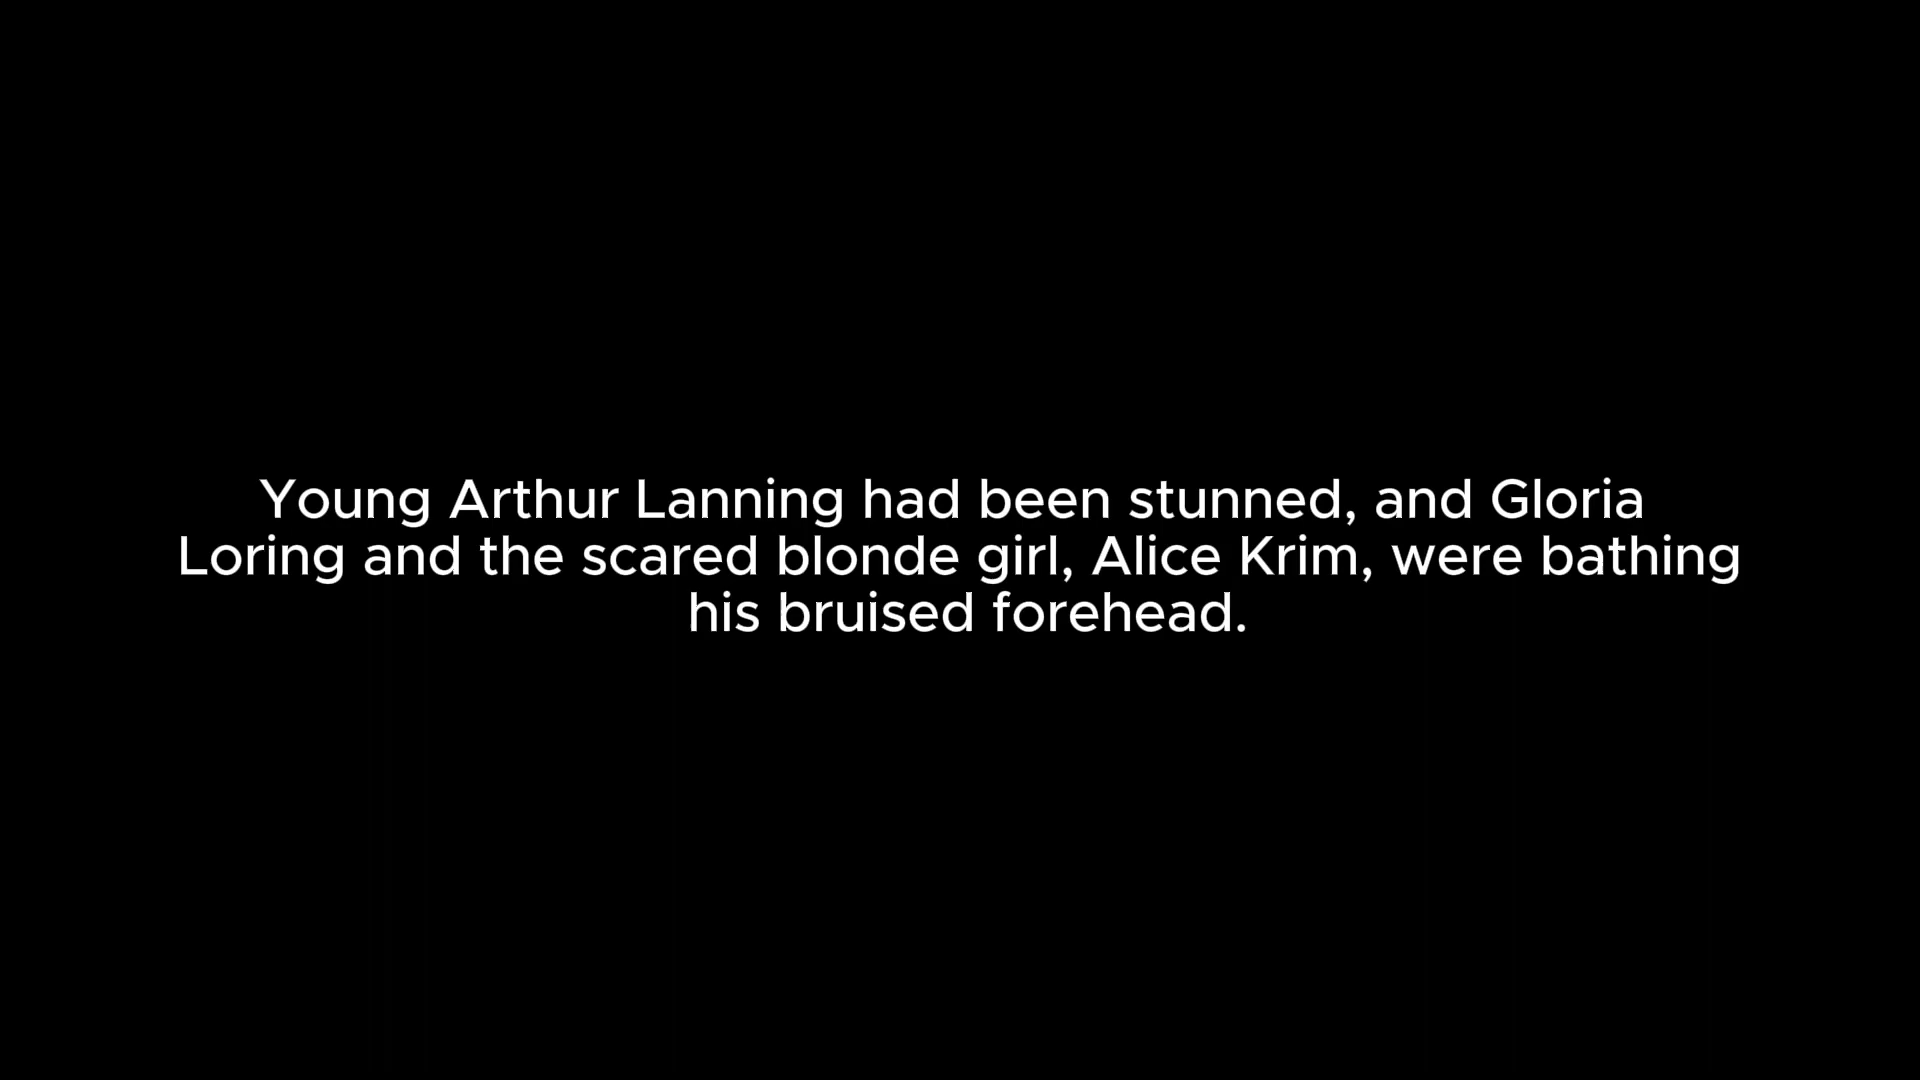 Young Arthur Lanning had been stunned, and Gloria
Loring and the scared blonde girl, Alice Krim, were bathing
his bruised forehead.